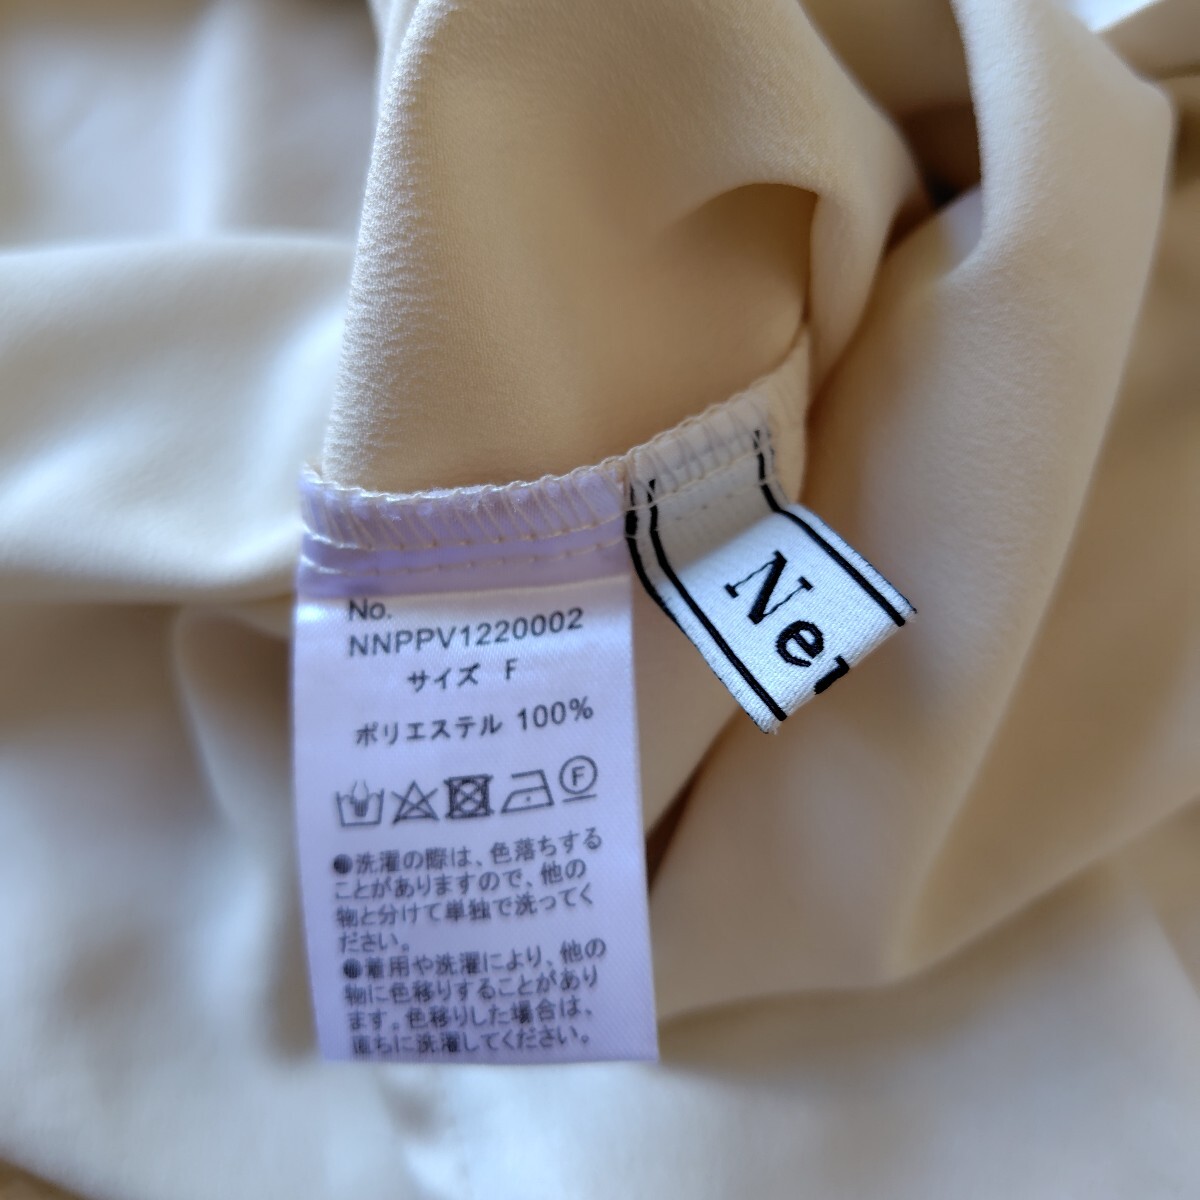 No.
NNPPV1220002
サイズ F
ポリエステル 100%
F
●洗濯の際は、色落ちする
ことがありますので、他の
物と分けて単独で洗ってく
ださい。
●着用や洗濯により、他の
物に色移りすることがあり
ます。色移りした場合は、
直ちに洗濯してください。
Ne